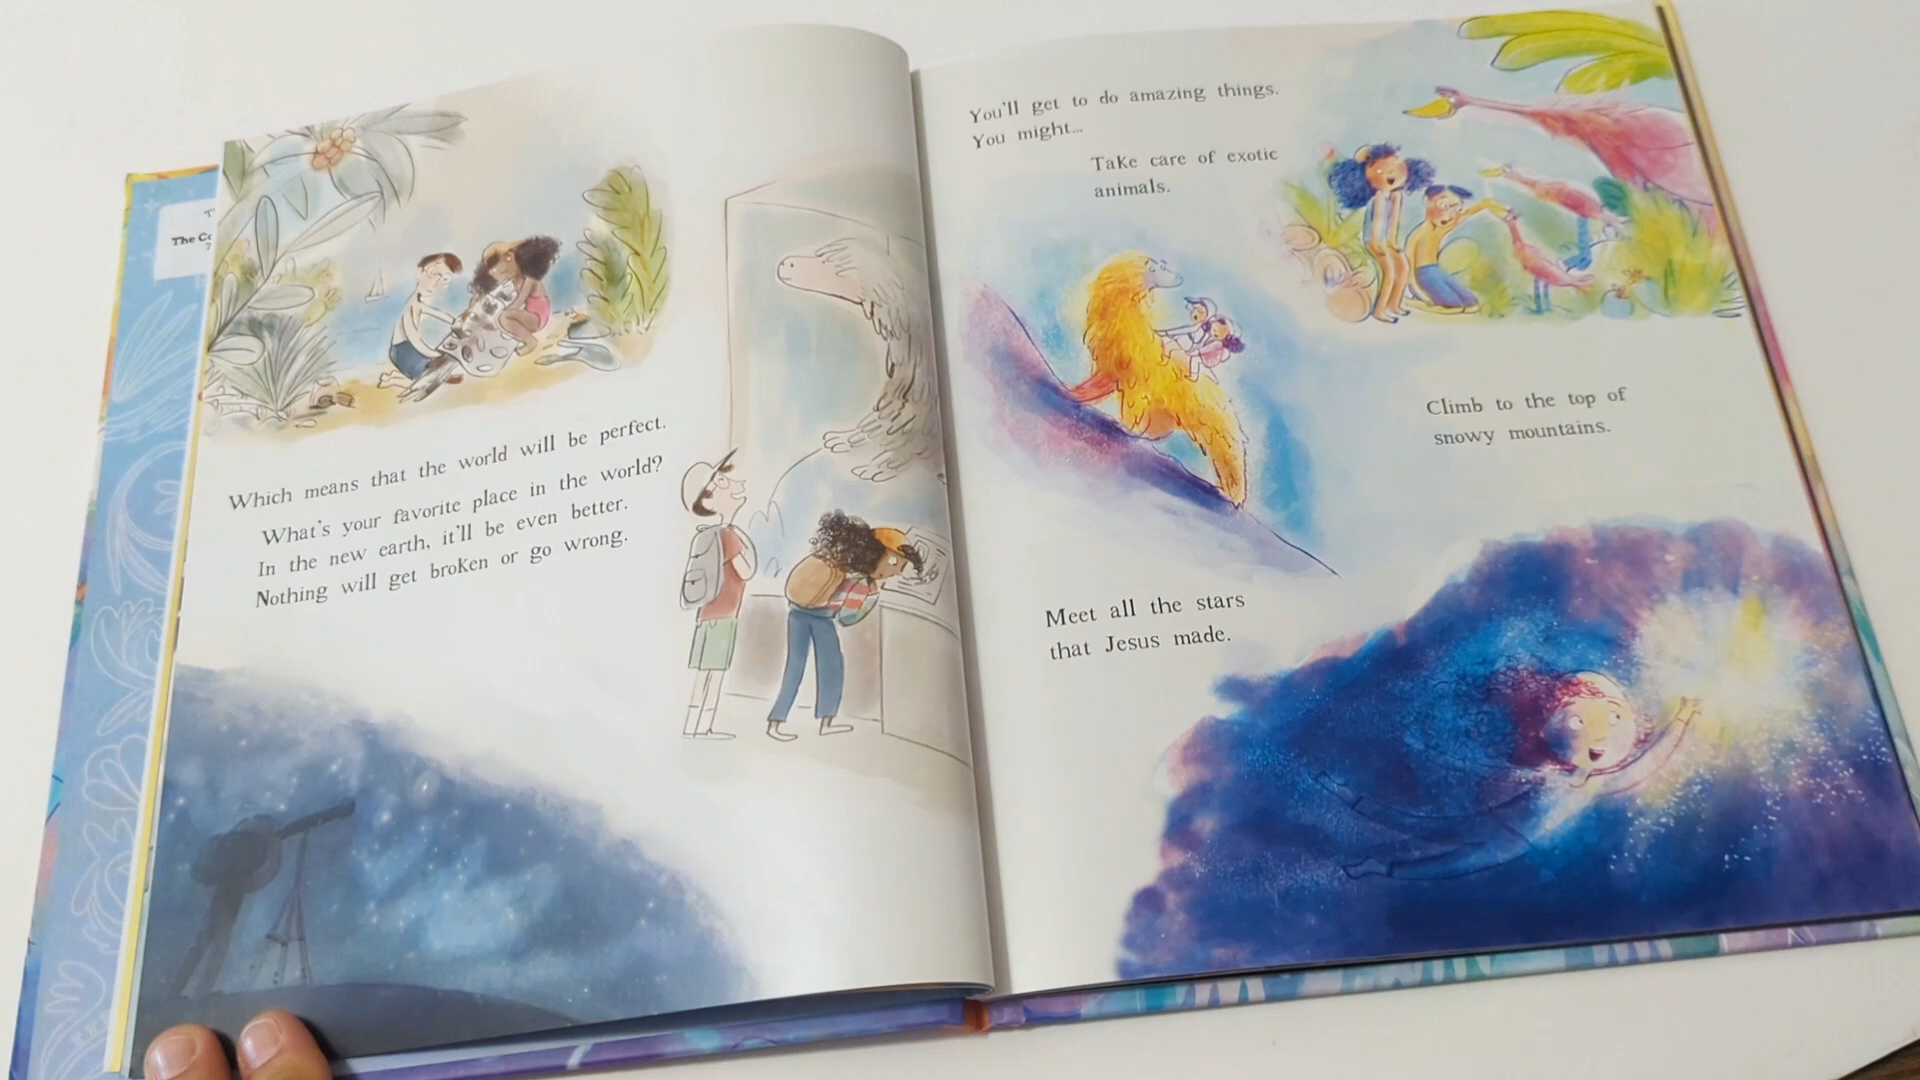 The
Which means that the world will be perfect.
What's your favorite place in the world?
In the new earth, it'll be even better.
Nothing will get broken or go wrong.
You'll get to do amazing things.
You might...
Take care of exotic
animals.
Climb to the top of
snowy mountains.
Meet all the stars
that Jesus made.